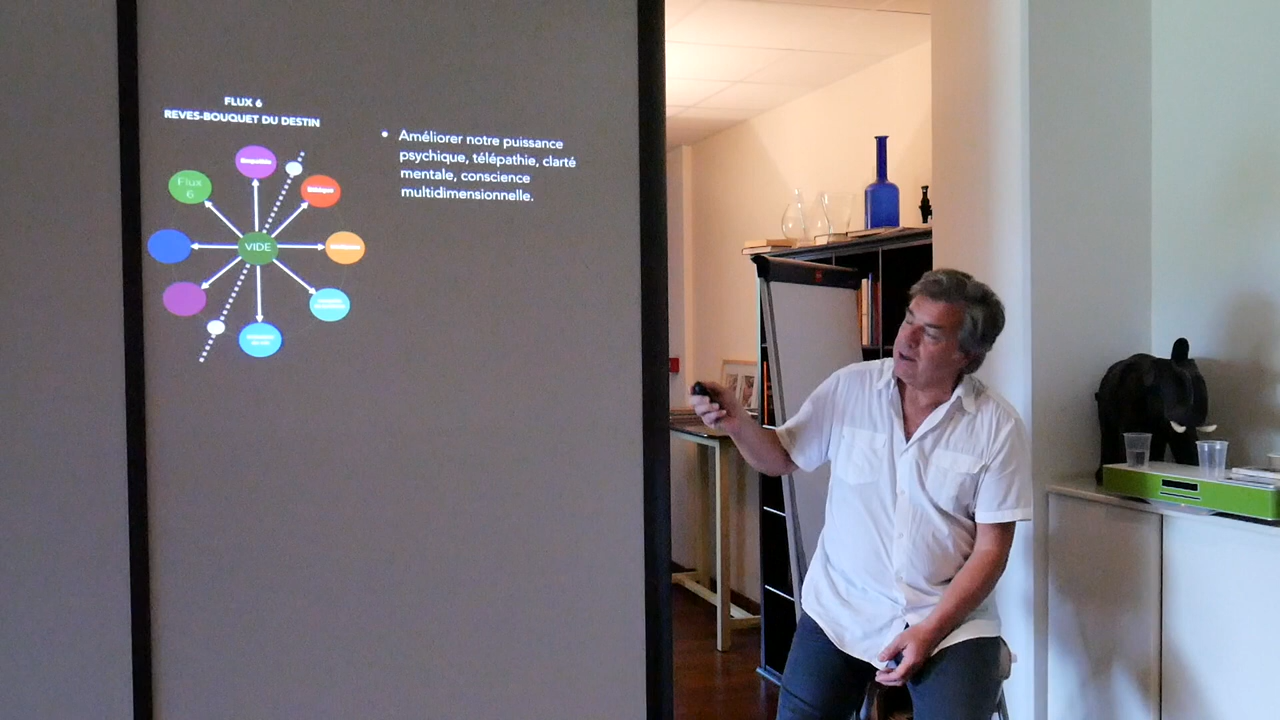 FLUX 6
REVES-BOUQUET DU DESTIN
• Améliorer notre puissance
psychique, télépathie, clarté
mentale, conscience
multidimensionnelle.
Flux
6
VIDE